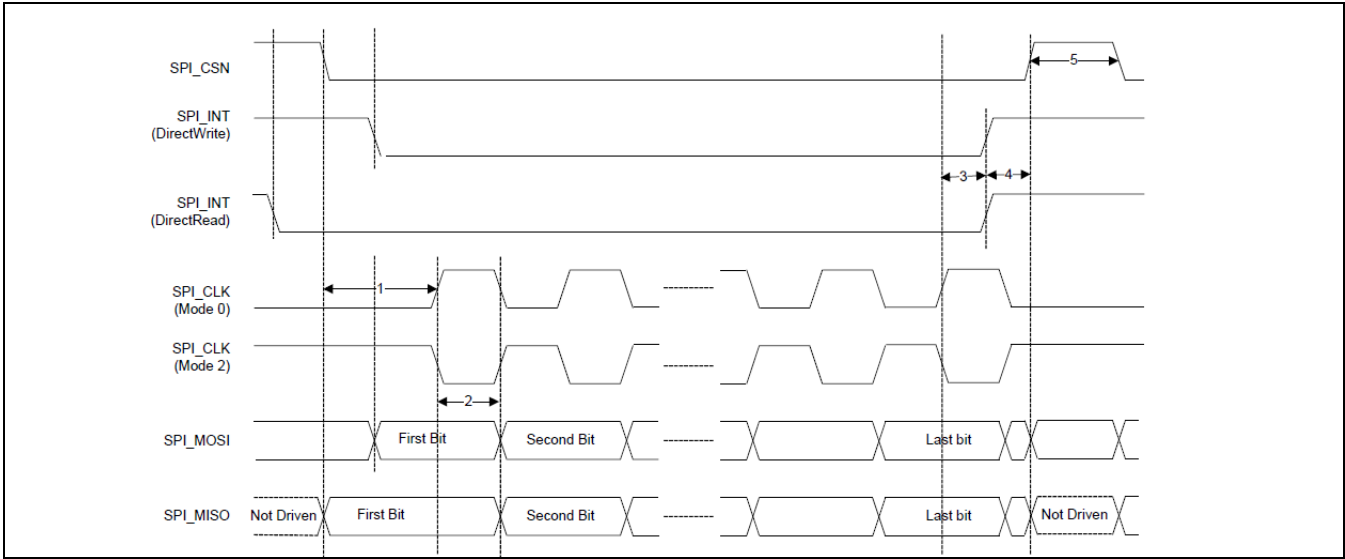 SPI_CSN
5
SPI_INT
(DirectWrite)
3
4
SPI_INT
(DirectRead)
1
SPI_CLK
(Mode 0)
SPI_CLK
(Mode 2)
2
SPI_MOSI
First Bit
Second Bit
Last bit
SPI_MISO
Not Driven
First Bit
Second Bit
Last bit
Not Driven